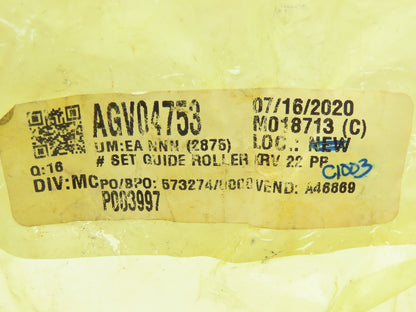 AGV04753 07/16/2020
UM:EA NNN (2875) M018713 (C)
LOC.: NEW
# SET GUIDE ROLLER KRV 22 PP
C1003
Q:16
DIV:MC PO/BPO: 573274/0000 VEND: A46869
P003997